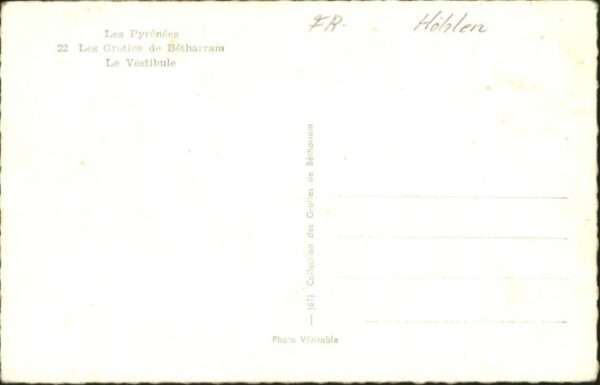 FR. Höhlen
Les Pyrénées
22 Les Grottes de Bétharram
Le Vestibule
Collection des Grottes de Bétharram
Photo Véritable